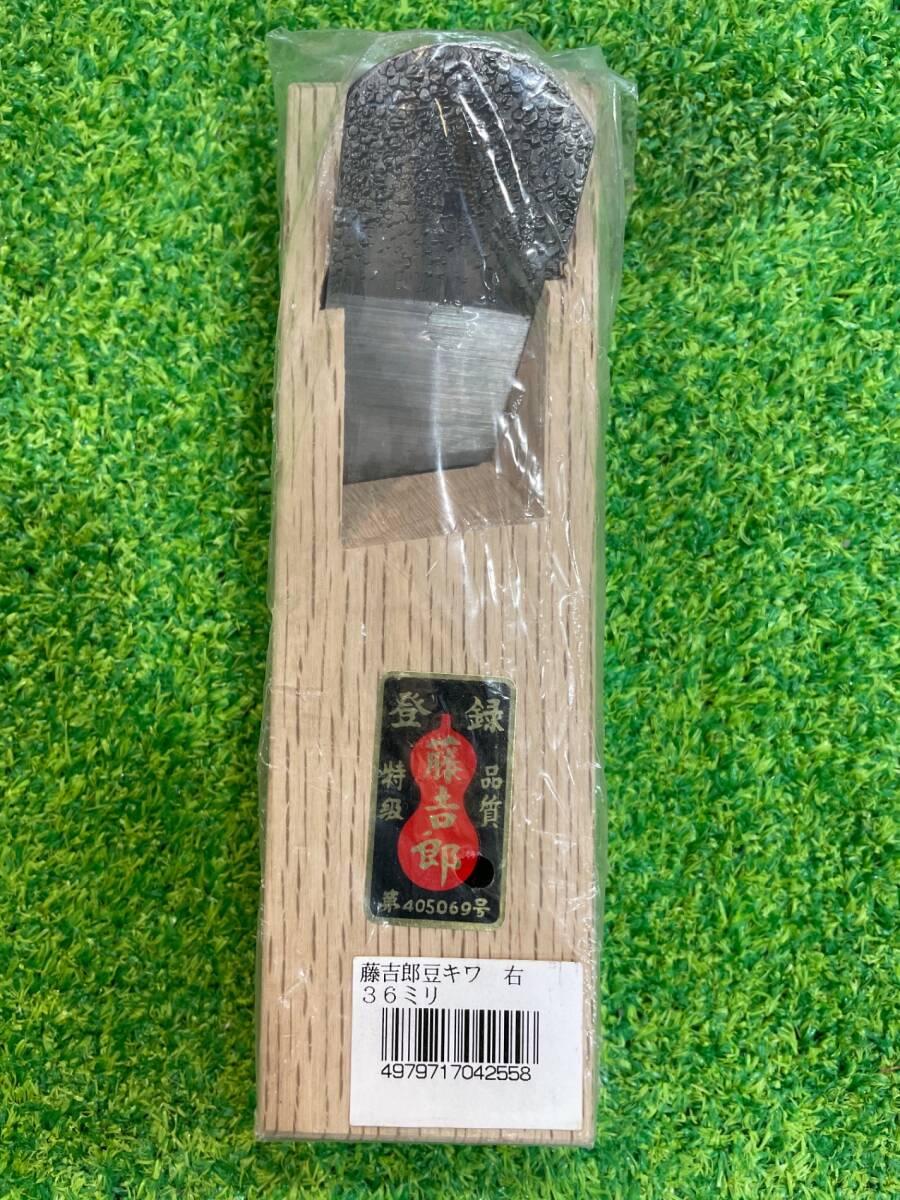 登録
特級
藤吉郎
品質
第405069号
藤吉郎豆キワ　右
３６ミリ
4979717042558